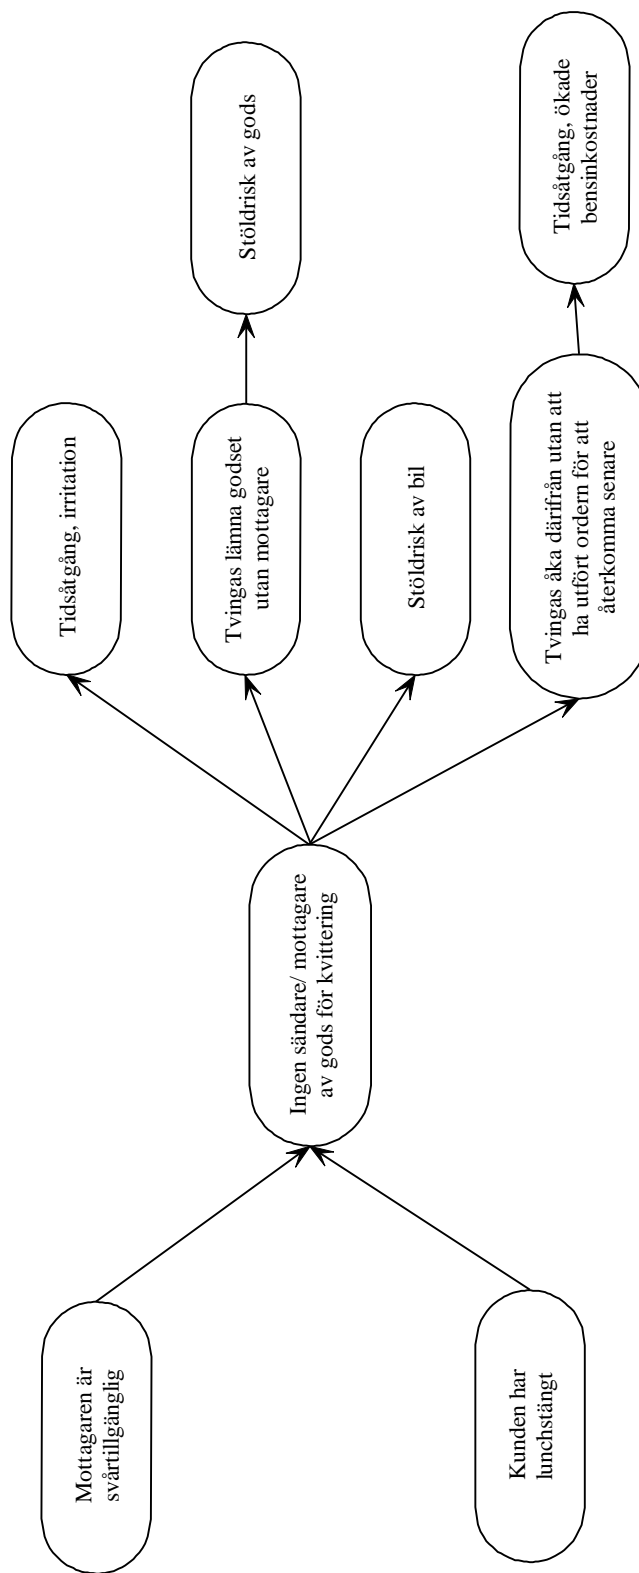 Mottagaren är
svårtillgänglig
Kunden har
lunchstängt
Ingen sändare/ mottagare
av gods för kvittering
Tidsåtgång, irritation
Tvingas lämna godset
utan mottagare
Stöldrisk av bil
Tvingas åka därifrån utan att
ha utfört ordern för att
återkomma senare
Stöldrisk av gods
Tidsåtgång, ökade
bensinkostnader